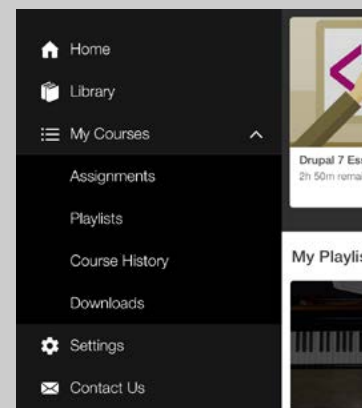 Home
Library
My Courses
Assignments
Playlists
Course History
Downloads
Settings
Contact Us
Drupal 7 Es
2h 50m remai
My Playlis